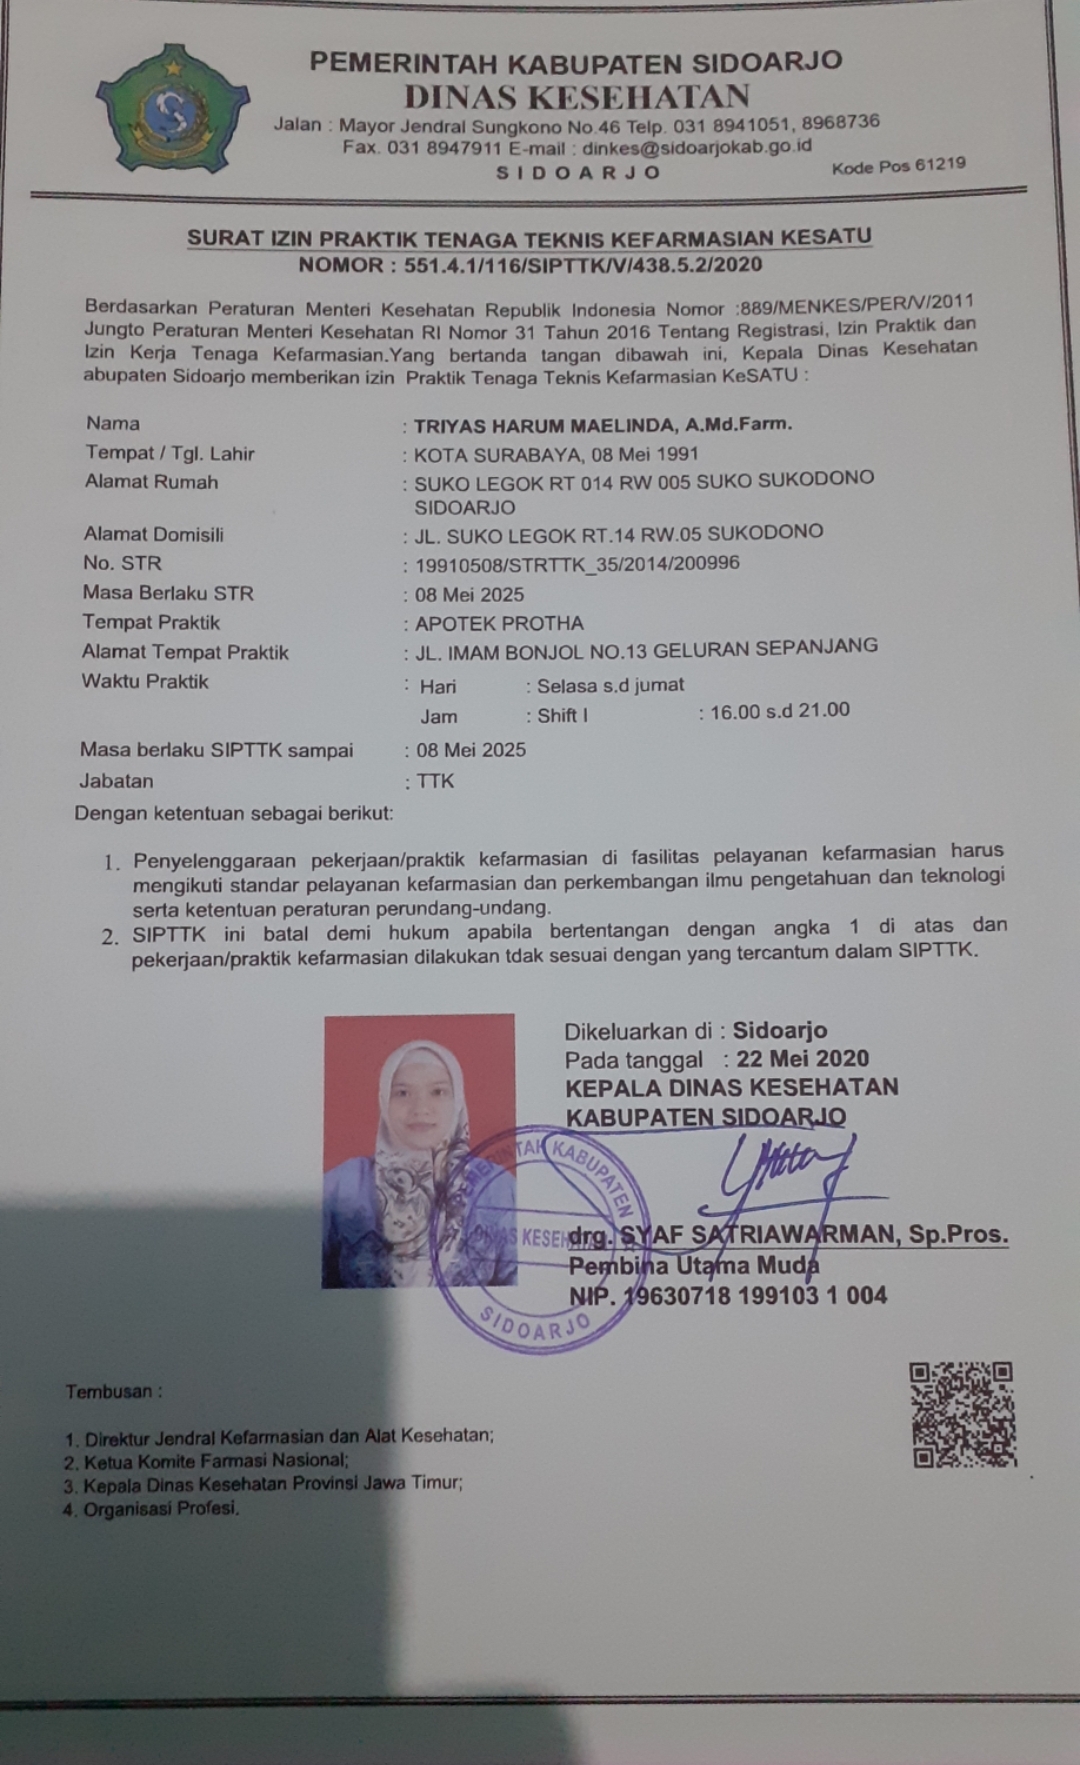 PEMERINTAH KABUPATEN SIDOARJO
DINAS KESEHATAN
Jalan : Mayor Jendral Sungkono No.46 Telp. 031 8941051, 8968736
Fax. 031 8947911 E-mail : dinkes@sidoarjokab.go.id
S I D O A R J O
Kode Pos 61219
SURAT IZIN PRAKTIK TENAGA TEKNIS KEFARMASIAN KESATU
NOMOR : 551.4.1/116/SIPTTK/V/438.5.2/2020
Berdasarkan Peraturan Menteri Kesehatan Republik Indonesia Nomor :889/MENKES/PER/V/2011
Jungto Peraturan Menteri Kesehatan RI Nomor 31 Tahun 2016 Tentang Registrasi, Izin Praktik dan
Izin Kerja Tenaga Kefarmasian.Yang bertanda tangan dibawah ini, Kepala Dinas Kesehatan
abupaten Sidoarjo memberikan izin Praktik Tenaga Teknis Kefarmasian KeSATU :
Nama : TRIYAS HARUM MAELINDA, A.Md.Farm.
Tempat / Tgl. Lahir : KOTA SURABAYA, 08 Mei 1991
Alamat Rumah : SUKO LEGOK RT 014 RW 005 SUKO SUKODONO
SIDOARJO
Alamat Domisili : JL. SUKO LEGOK RT.14 RW.05 SUKODONO
No. STR : 19910508/STRTTK_35/2014/200996
Masa Berlaku STR : 08 Mei 2025
Tempat Praktik : APOTEK PROTHA
Alamat Tempat Praktik : JL. IMAM BONJOL NO.13 GELURAN SEPANJANG
Waktu Praktik : Hari : Selasa s.d jumat
Jam : Shift I : 16.00 s.d 21.00
Masa berlaku SIPTTK sampai : 08 Mei 2025
Jabatan : TTK
Dengan ketentuan sebagai berikut:
1. Penyelenggaraan pekerjaan/praktik kefarmasian di fasilitas pelayanan kefarmasian harus
mengikuti standar pelayanan kefarmasian dan perkembangan ilmu pengetahuan dan teknologi
serta ketentuan peraturan perundang-undang.
2. SIPTTK ini batal demi hukum apabila bertentangan dengan angka 1 di atas dan
pekerjaan/praktik kefarmasian dilakukan tdak sesuai dengan yang tercantum dalam SIPTTK.
Dikeluarkan di : Sidoarjo
Pada tanggal : 22 Mei 2020
KEPALA DINAS KESEHATAN
KABUPATEN SIDOARJO
PEMERINTAH KABUPATEN
DINAS KESEHATAN
SIDOARJO
drg. SYAF SATRIAWARMAN, Sp.Pros.
Pembina Utama Muda
NIP. 19630718 199103 1 004
Tembusan :
1. Direktur Jendral Kefarmasian dan Alat Kesehatan;
2. Ketua Komite Farmasi Nasional;
3. Kepala Dinas Kesehatan Provinsi Jawa Timur;
4. Organisasi Profesi.